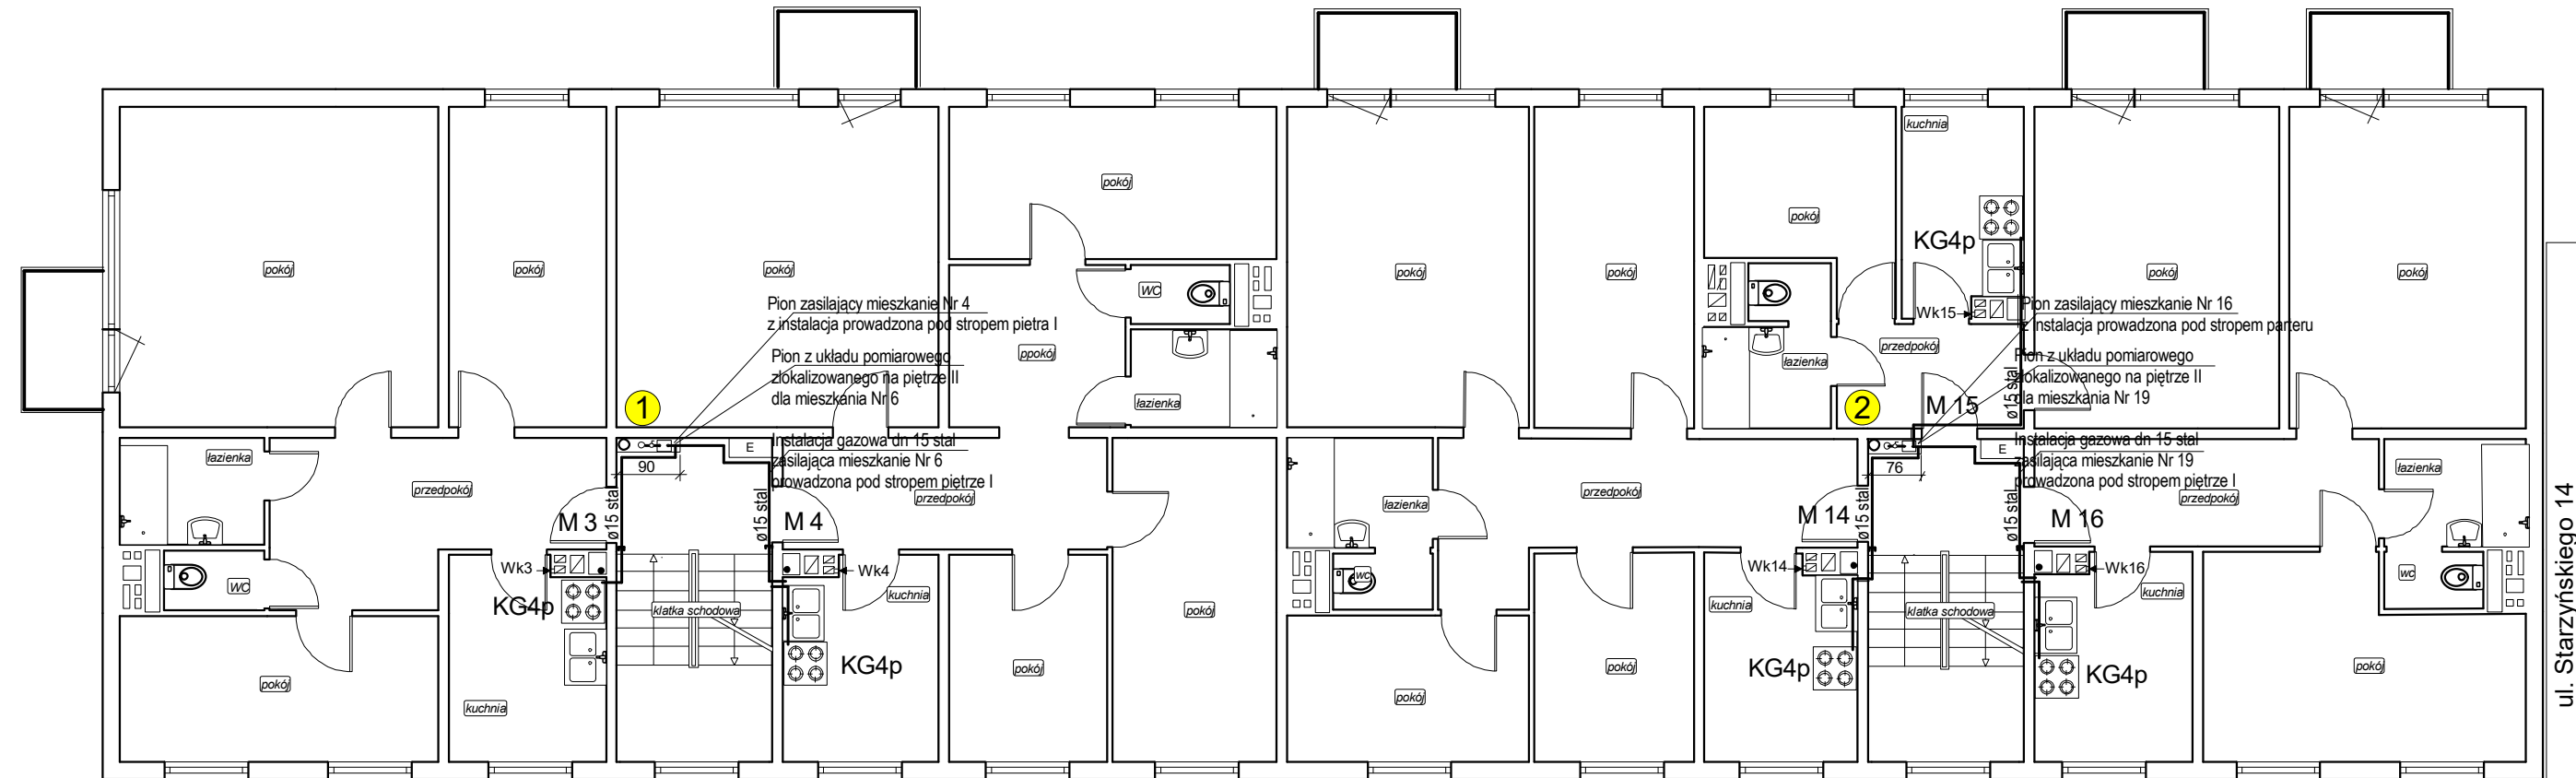 kuchnia
pokój
pokój
KG4p
pokój
pokój
pokój
pokój
pokój
pokój
pokój
WC
Pion zasilający mieszkanie Nr 4
z instalacja prowadzona pod stropem pietra I
Wk15
Pion zasilający mieszkanie Nr 16
z instalacja prowadzona pod stropem parteru
Pion z układu pomiarowego
zlokalizowanego na piętrze II
dla mieszkania Nr 6
ppokój
łazienka
przedpokój
łazienka
Pion z układu pomiarowego
zlokalizowanego na piętrze II
dla mieszkania Nr 19
1
2
M 15
ø15 stal
E
Instalacja gazowa dn 15 stal
zasilająca mieszkanie Nr 6
prowadzona pod stropem piętrze I
E
Instalacja gazowa dn 15 stal
zasilająca mieszkanie Nr 19
prowadzona pod stropem piętrze I
90
76
łazienka
przedpokój
przedpokój
łazienka
przedpokój
przedpokój
łazienka
M 3
ø15 stal
ø15 stal
M 4
M 14
ø15 stal
ø15 stal
M 16
Wk3
Wk4
Wk14
Wk16
WC
wc
wc
KG4p
klatka schodowa
kuchnia
kuchnia
klatka schodowa
kuchnia
pokój
pokój
KG4p
pokój
pokój
pokój
KG4p
KG4p
pokój
kuchnia
pokój
ul. Starzyńskiego 14